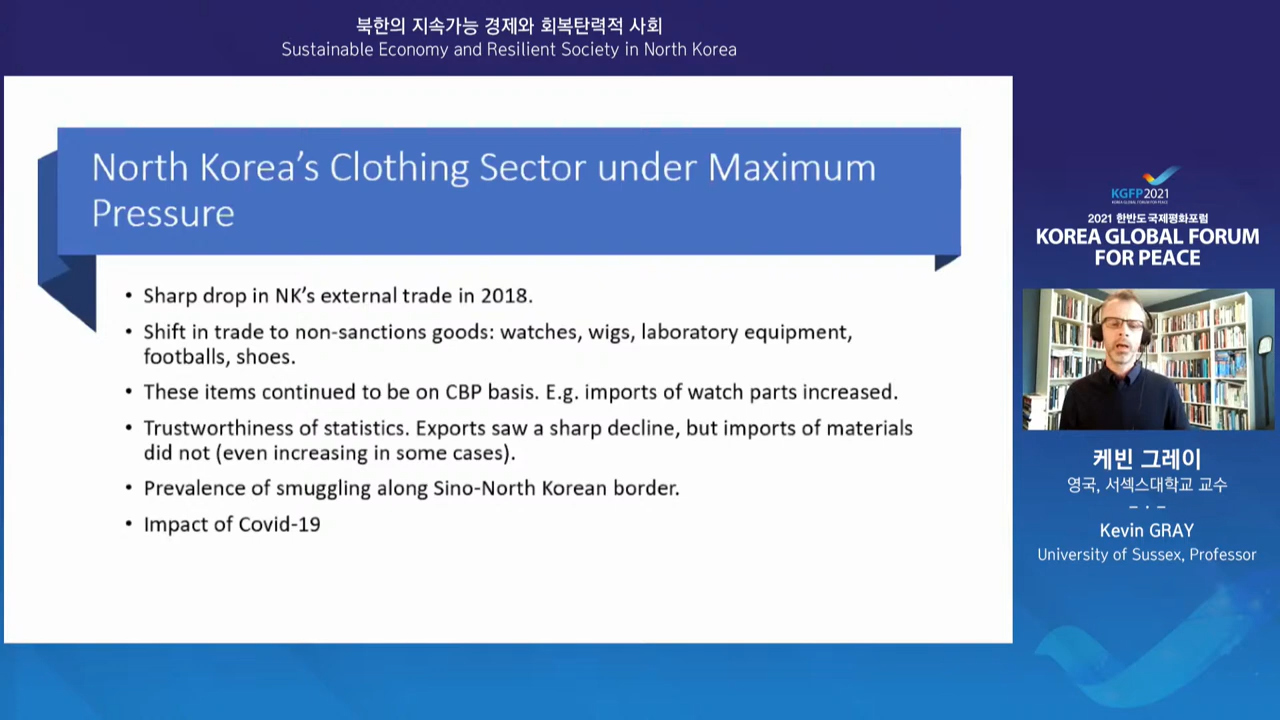 북한의 지속가능 경제와 회복탄력적 사회
Sustainable Economy and Resilient Society in North Korea
North Korea's Clothing Sector under Maximum
Pressure
• Sharp drop in NK's external trade in 2018.
• Shift in trade to non-sanctions goods: watches, wigs, laboratory equipment,
footballs, shoes.
• These items continued to be on CBP basis. E.g. imports of watch parts increased.
• Trustworthiness of statistics. Exports saw a sharp decline, but imports of materials
did not (even increasing in some cases).
• Prevalence of smuggling along Sino-North Korean border.
• Impact of Covid-19
KGFP2021
KOREA GLOBAL FORUM FOR PEACE
2021 한반도국제평화포럼
KOREA GLOBAL FORUM
FOR PEACE
케빈 그레이
영국, 서섹스대학교 교수
Kevin GRAY
University of Sussex, Professor